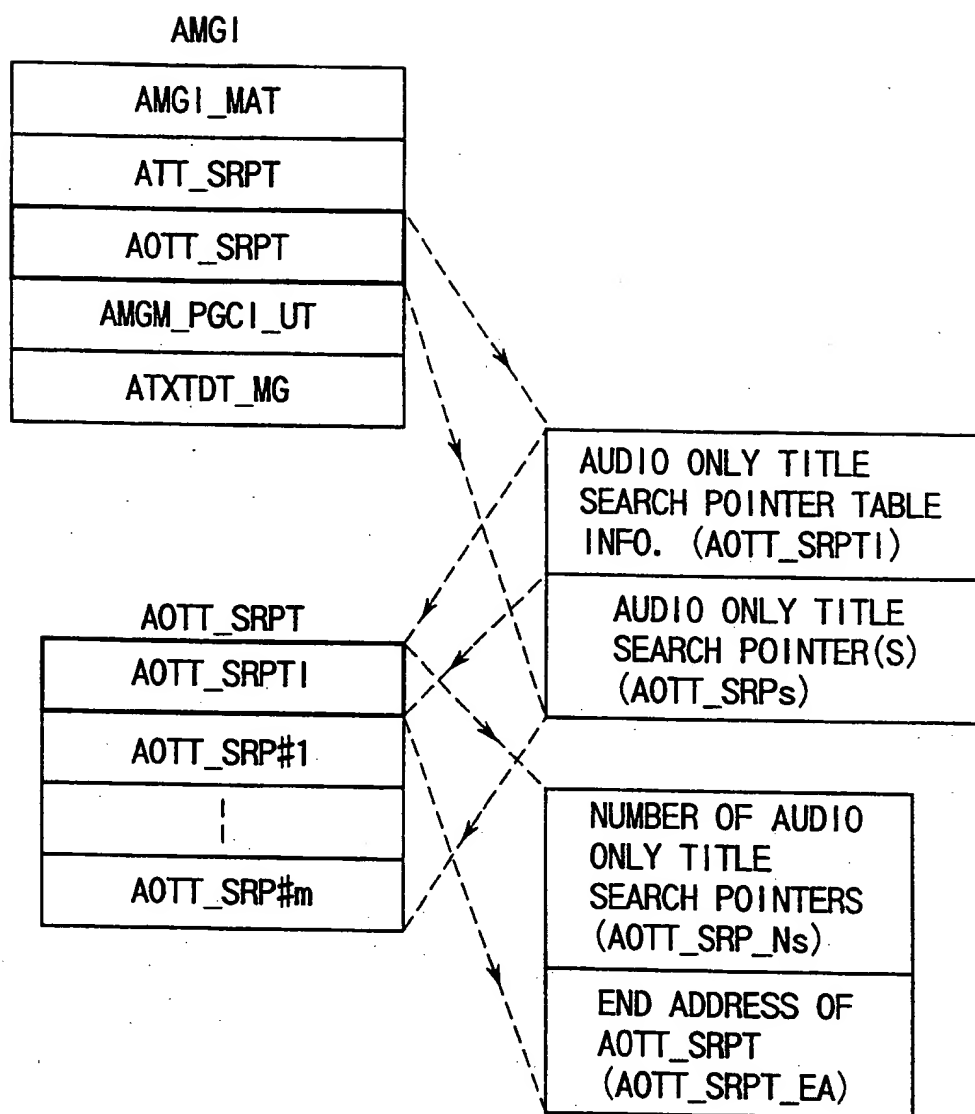 AMGI
AMGI_MAT
ATT_SRPT
AOTT_SRPT
AMGM_PGCI_UT
ATXTDT_MG
AUDIO ONLY TITLE
SEARCH POINTER TABLE
INFO. (AOTT_SRPTI)
AUDIO ONLY TITLE
SEARCH POINTER(S)
(AOTT_SRPs)
AOTT_SRPT
AOTT_SRPTI
AOTT_SRP#1
AOTT_SRP#m
NUMBER OF AUDIO
ONLY TITLE
SEARCH POINTERS
(AOTT_SRP_Ns)
END ADDRESS OF
AOTT_SRPT
(AOTT_SRPT_EA)